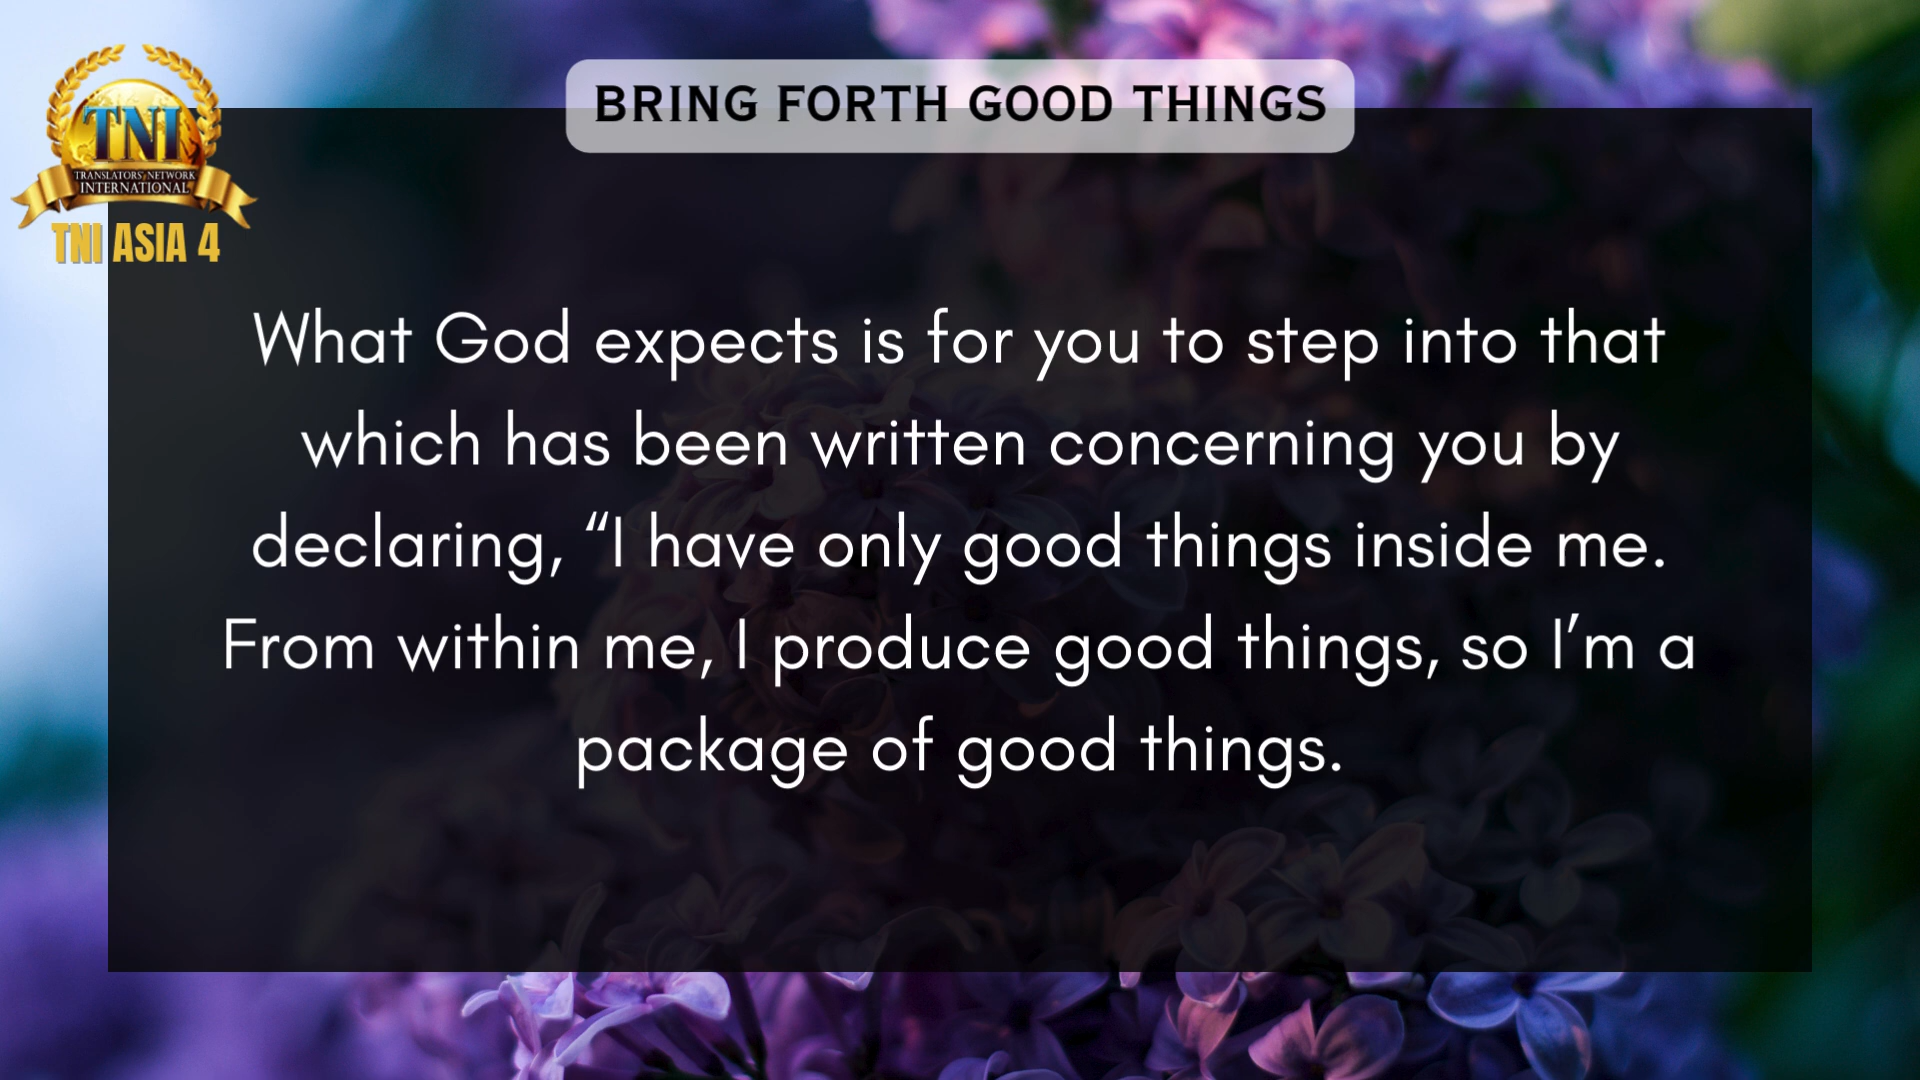 BRING FORTH GOOD THINGS
TNI
TRANSLATORS' NETWORK
INTERNATIONAL
TNI ASIA 4
What God expects is for you to step into that
which has been written concerning you by
declaring, “I have only good things inside me.
From within me, I produce good things, so I’m a
package of good things.